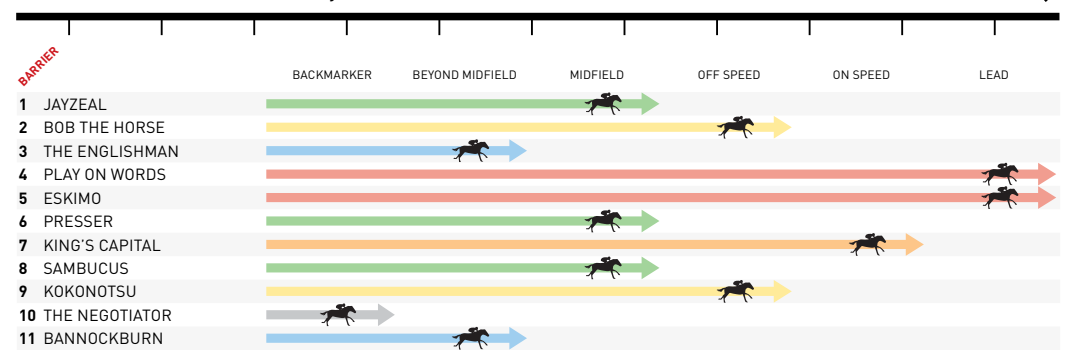 BARRIER
BACKMARKER BEYOND MIDFIELD MIDFIELD OFF SPEED ON SPEED LEAD
1 JAYZEAL
2 BOB THE HORSE
3 THE ENGLISHMAN
4 PLAY ON WORDS
5 ESKIMO
6 PRESSER
7 KING'S CAPITAL
8 SAMBUCUS
9 KOKONOTSU
10 THE NEGOTIATOR
11 BANNOCKBURN